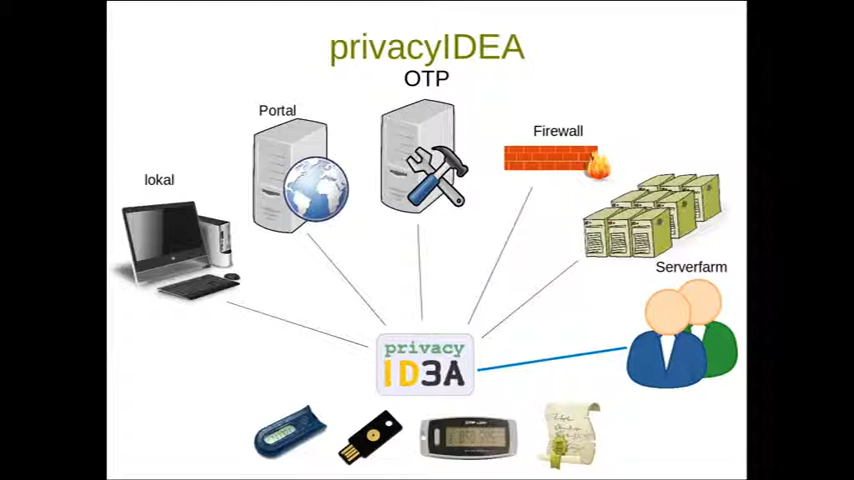 privacyIDEA
OTP
Portal
Firewall
lokal
Serverfarm
privacy
ID3A